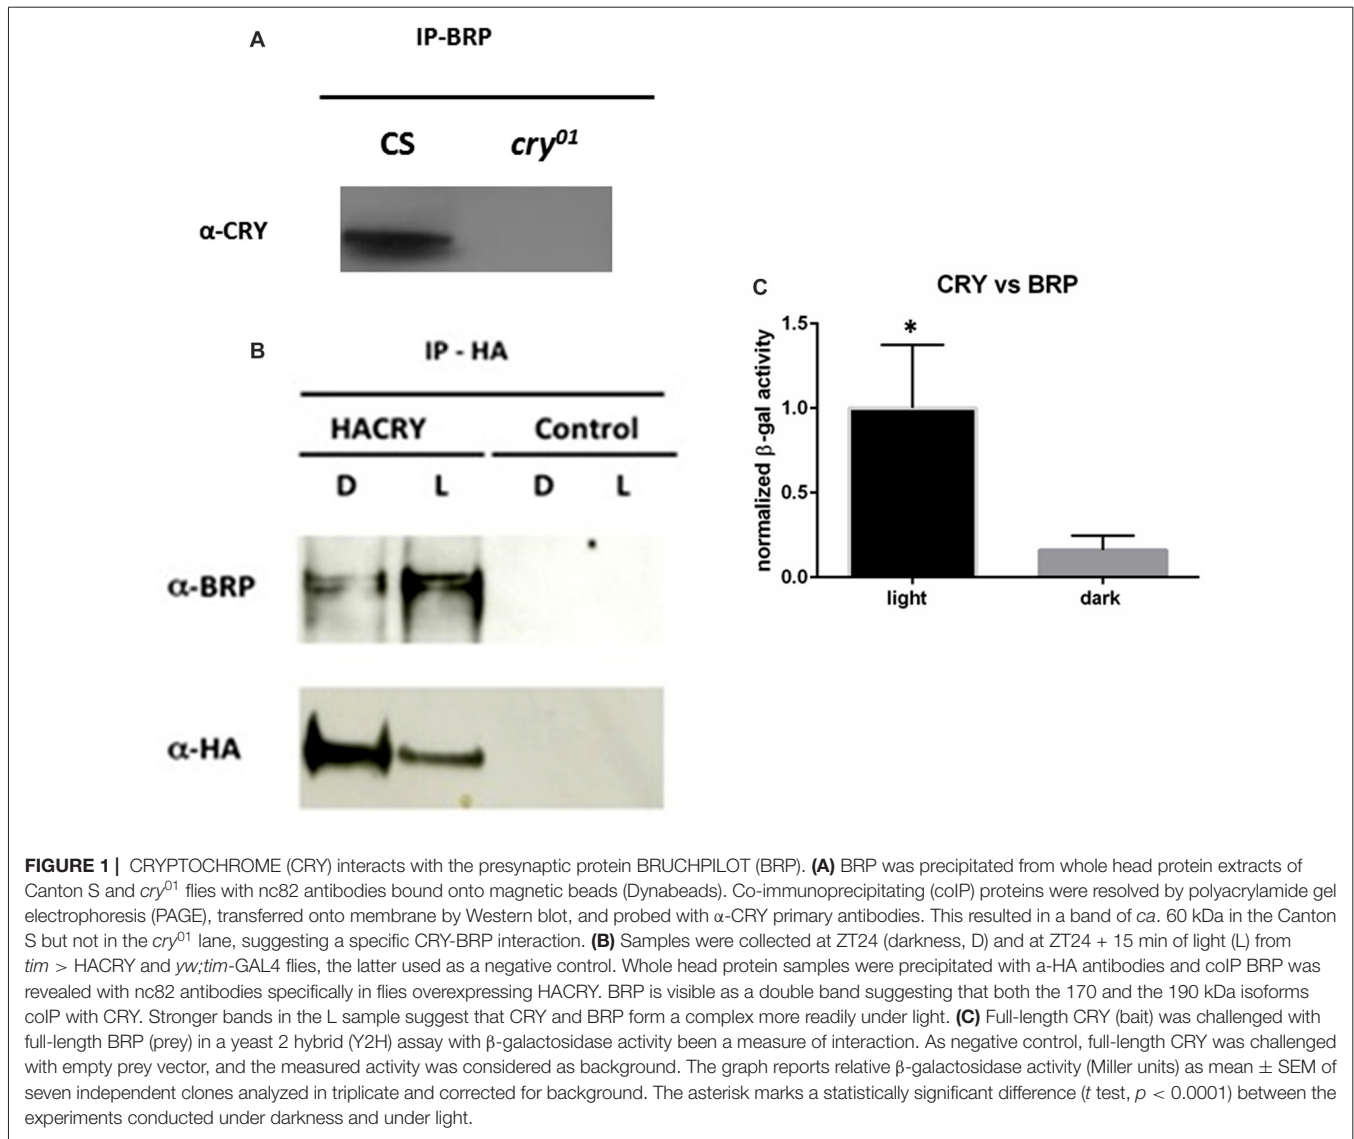 A
IP-BRP
CS
cry01
α-CRY
B
IP - HA
HACRY
Control
D
L
D
L
α-BRP
α-HA
C
CRY vs BRP
normalized β-gal activity
1.5
*
1.0
0.5
0.0
light
dark
FIGURE 1 | CRYPTOCHROME (CRY) interacts with the presynaptic protein BRUCHPILOT (BRP). (A) BRP was precipitated from whole head protein extracts of
Canton S and cry01 flies with nc82 antibodies bound onto magnetic beads (Dynabeads). Co-immunoprecipitating (coIP) proteins were resolved by polyacrylamide gel
electrophoresis (PAGE), transferred onto membrane by Western blot, and probed with α-CRY primary antibodies. This resulted in a band of ca. 60 kDa in the Canton
S but not in the cry01 lane, suggesting a specific CRY-BRP interaction. (B) Samples were collected at ZT24 (darkness, D) and at ZT24 + 15 min of light (L) from
tim > HACRY and yw;tim-GAL4 flies, the latter used as a negative control. Whole head protein samples were precipitated with a-HA antibodies and coIP BRP was
revealed with nc82 antibodies specifically in flies overexpressing HACRY. BRP is visible as a double band suggesting that both the 170 and the 190 kDa isoforms
coIP with CRY. Stronger bands in the L sample suggest that CRY and BRP form a complex more readily under light. (C) Full-length CRY (bait) was challenged with
full-length BRP (prey) in a yeast 2 hybrid (Y2H) assay with β-galactosidase activity been a measure of interaction. As negative control, full-length CRY was challenged
with empty prey vector, and the measured activity was considered as background. The graph reports relative β-galactosidase activity (Miller units) as mean ± SEM of
seven independent clones analyzed in triplicate and corrected for background. The asterisk marks a statistically significant difference (t test, p < 0.0001) between the
experiments conducted under darkness and under light.